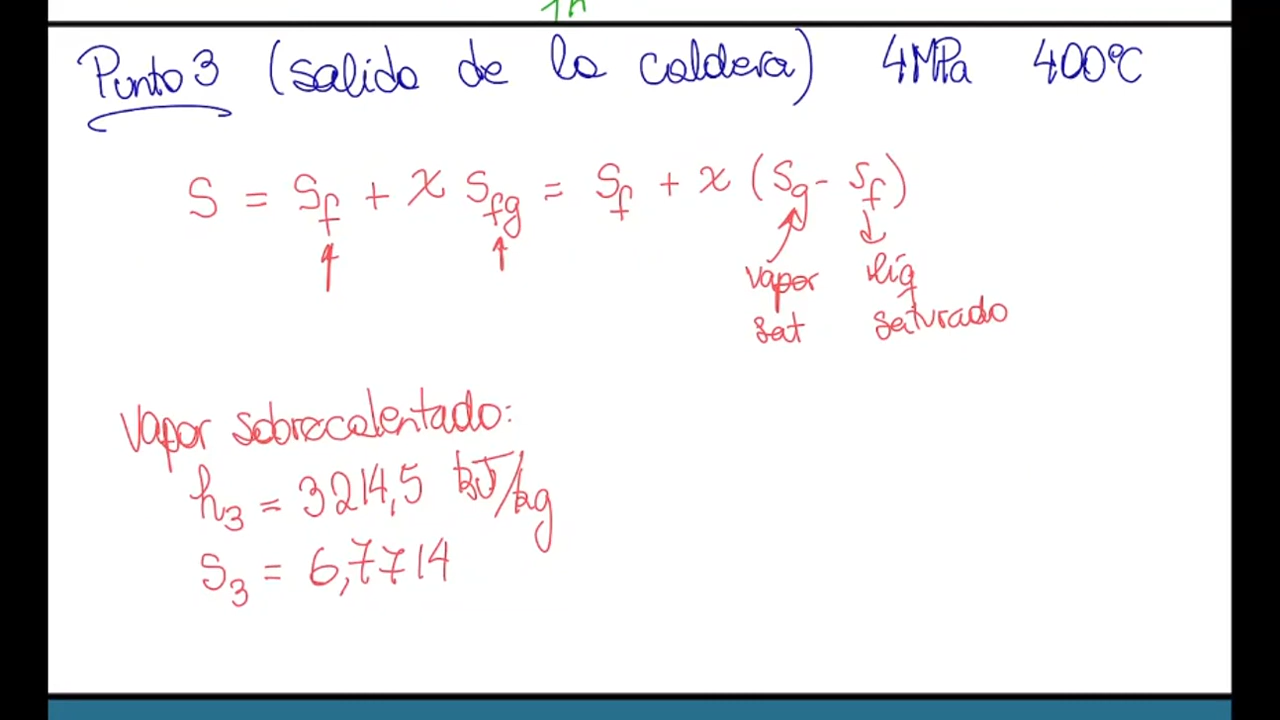 Punto 3 (salida de la caldera) 4MPa 400°C
S = Sf + x Sfg = Sf + x (Sg - Sf)
vapor sat
líq saturado
Vapor sobrecalentado:
h3 = 3214,5 kJ/kg
S3 = 6,7714